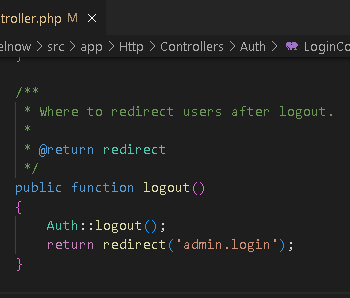 troller.php M ×
elnow > src > app > Http > Controllers > Auth > LoginCo
}
/**
 * Where to redirect users after logout.
 *
 * @return redirect
 */
public function logout()
{
    Auth::logout();
    return redirect('admin.login');
}